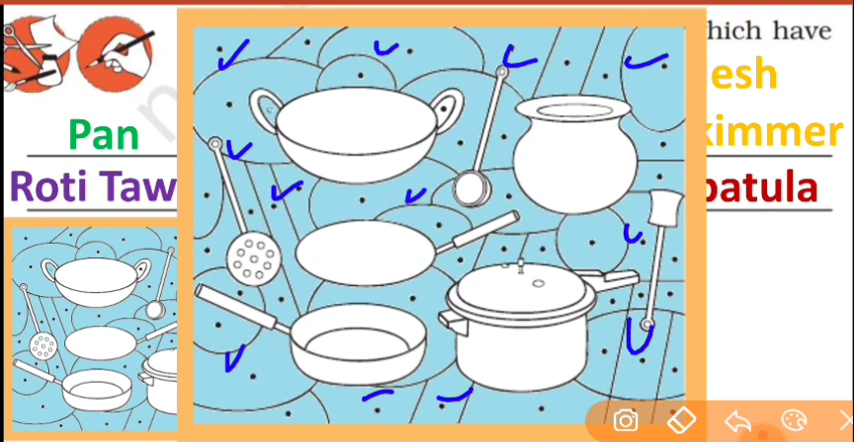 hich have
esh
Pan
kimmer
Roti Taw
patula